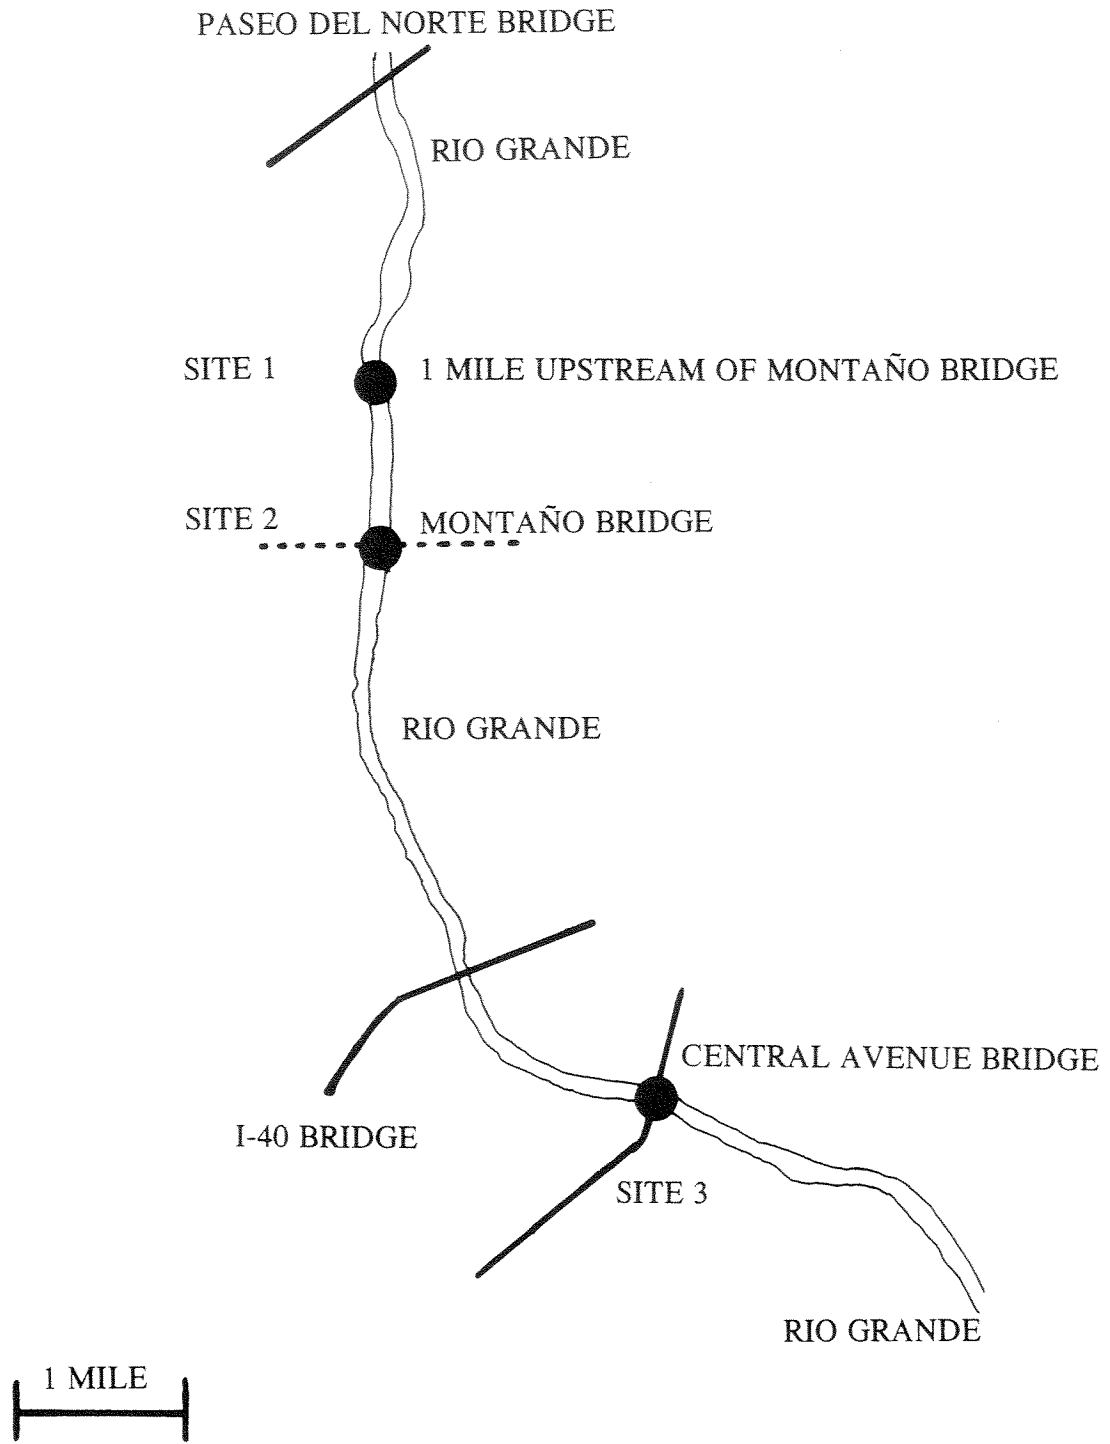 PASEO DEL NORTE BRIDGE
RIO GRANDE
SITE 1
1 MILE UPSTREAM OF MONTAÑO BRIDGE
SITE 2
MONTAÑO BRIDGE
RIO GRANDE
CENTRAL AVENUE BRIDGE
I-40 BRIDGE
SITE 3
RIO GRANDE
1 MILE